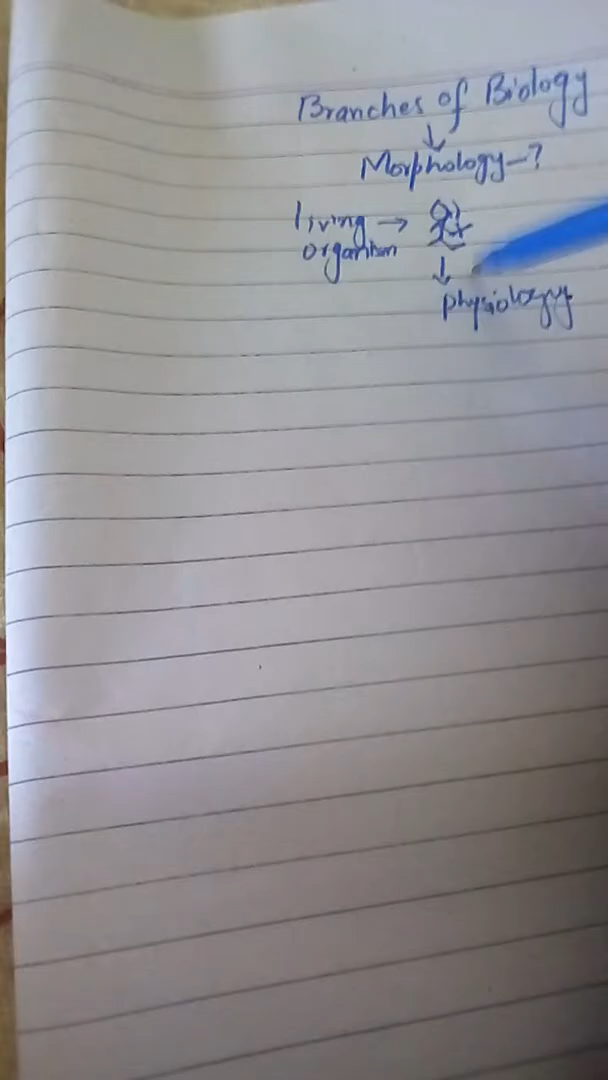 Branches of Biology
↓
Morphology-?
living →
organism
↓
physiology